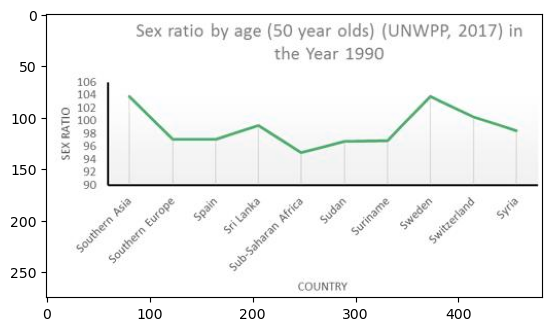 Sex ratio by age (50 year olds) (UNWPP, 2017) in
the Year 1990
SEX RATIO
106
104
102
100
98
96
94
92
90
Southern Asia
Southern Europe
Spain
Sri Lanka
Sub-Saharan Africa
Sudan
Suriname
Sweden
Switzerland
Syria
COUNTRY
0
50
100
150
200
250
0
100
200
300
400